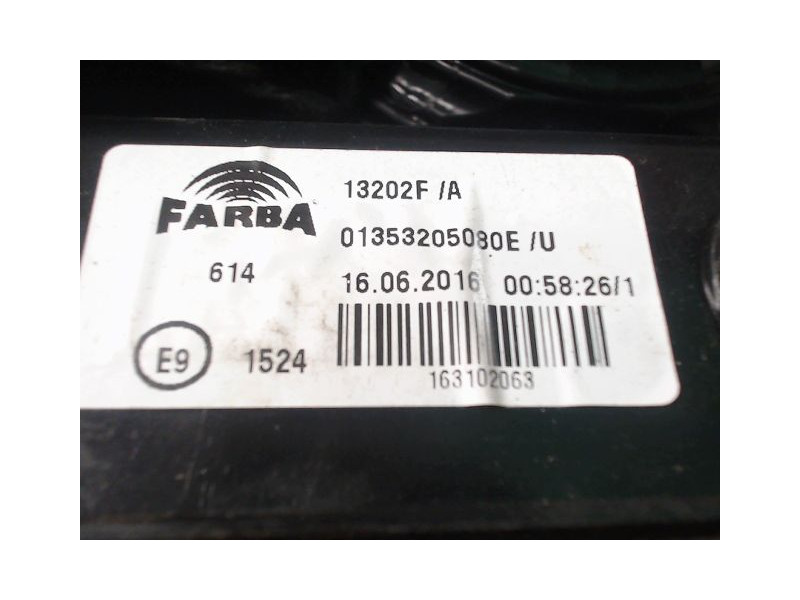 FARBA
13202F /A
01353205080E /U
614
16.06.2016 00:58:26/1
E9 1524
163102063